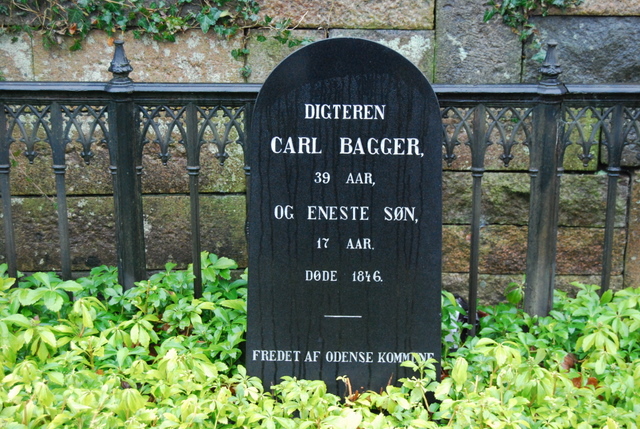 DIGTEREN
CARL BAGGER,
39 AAR,
OG ENESTE SØN,
17 AAR.
DØDE 1846.
FREDET AF ODENSE KOMMUNE